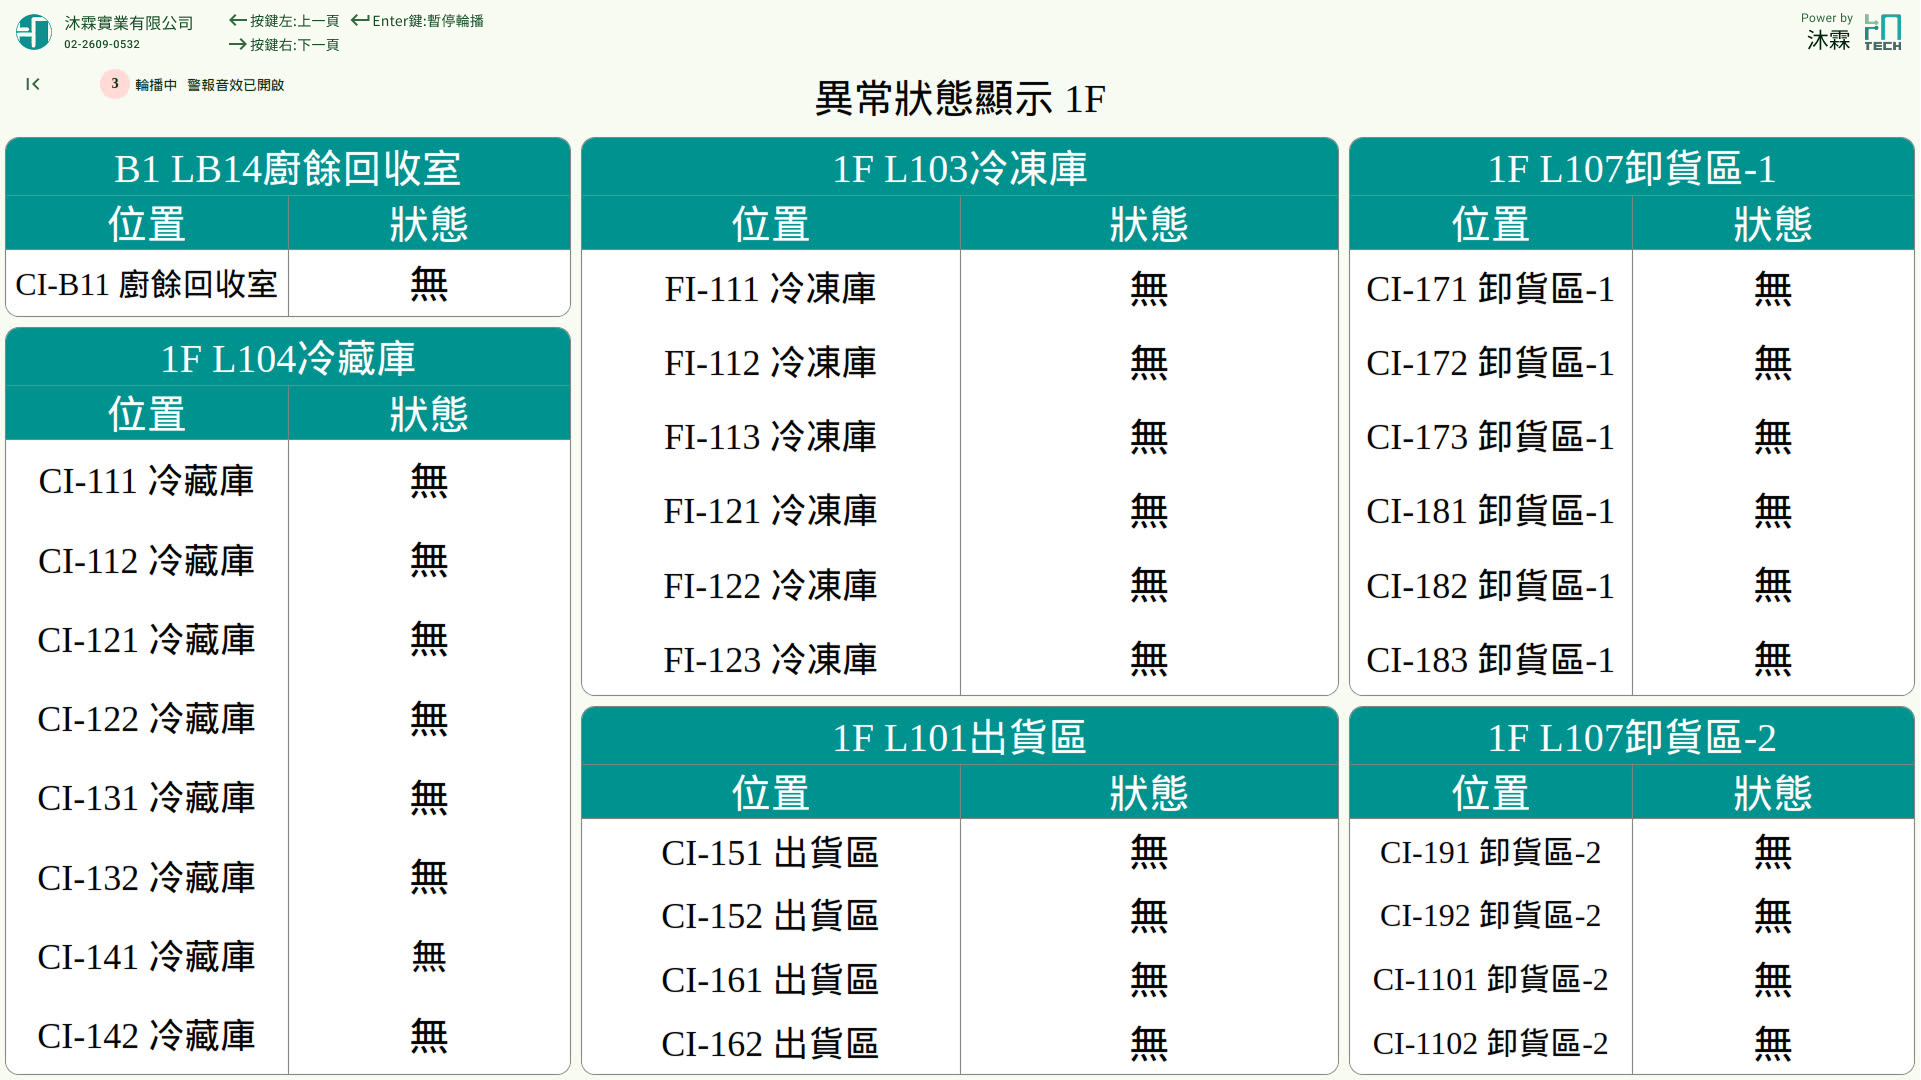 沐霖實業有限公司
02-2609-0532
按鍵左:上一頁 Enter鍵:暫停輪播
按鍵右:下一頁
Power by
沐霖
TECH
3 輪播中 警報音效已開啟
異常狀態顯示 1F
B1 LB14廚餘回收室
位置 狀態
CI-B11 廚餘回收室 無
1F L104冷藏庫
位置 狀態
CI-111 冷藏庫 無
CI-112 冷藏庫 無
CI-121 冷藏庫 無
CI-122 冷藏庫 無
CI-131 冷藏庫 無
CI-132 冷藏庫 無
CI-141 冷藏庫 無
CI-142 冷藏庫 無
1F L103冷凍庫
位置 狀態
FI-111 冷凍庫 無
FI-112 冷凍庫 無
FI-113 冷凍庫 無
FI-121 冷凍庫 無
FI-122 冷凍庫 無
FI-123 冷凍庫 無
1F L101出貨區
位置 狀態
CI-151 出貨區 無
CI-152 出貨區 無
CI-161 出貨區 無
CI-162 出貨區 無
1F L107卸貨區-1
位置 狀態
CI-171 卸貨區-1 無
CI-172 卸貨區-1 無
CI-173 卸貨區-1 無
CI-181 卸貨區-1 無
CI-182 卸貨區-1 無
CI-183 卸貨區-1 無
1F L107卸貨區-2
位置 狀態
CI-191 卸貨區-2 無
CI-192 卸貨區-2 無
CI-1101 卸貨區-2 無
CI-1102 卸貨區-2 無